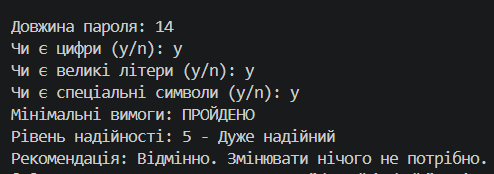 Довжина пароля: 14
Чи є цифри (y/n): y
Чи є великі літери (y/n): y
Чи є спеціальні символи (y/n): y
Мінімальні вимоги: ПРОЙДЕНО
Рівень надійності: 5 - Дуже надійний
Рекомендація: Відмінно. Змінювати нічого не потрібно.